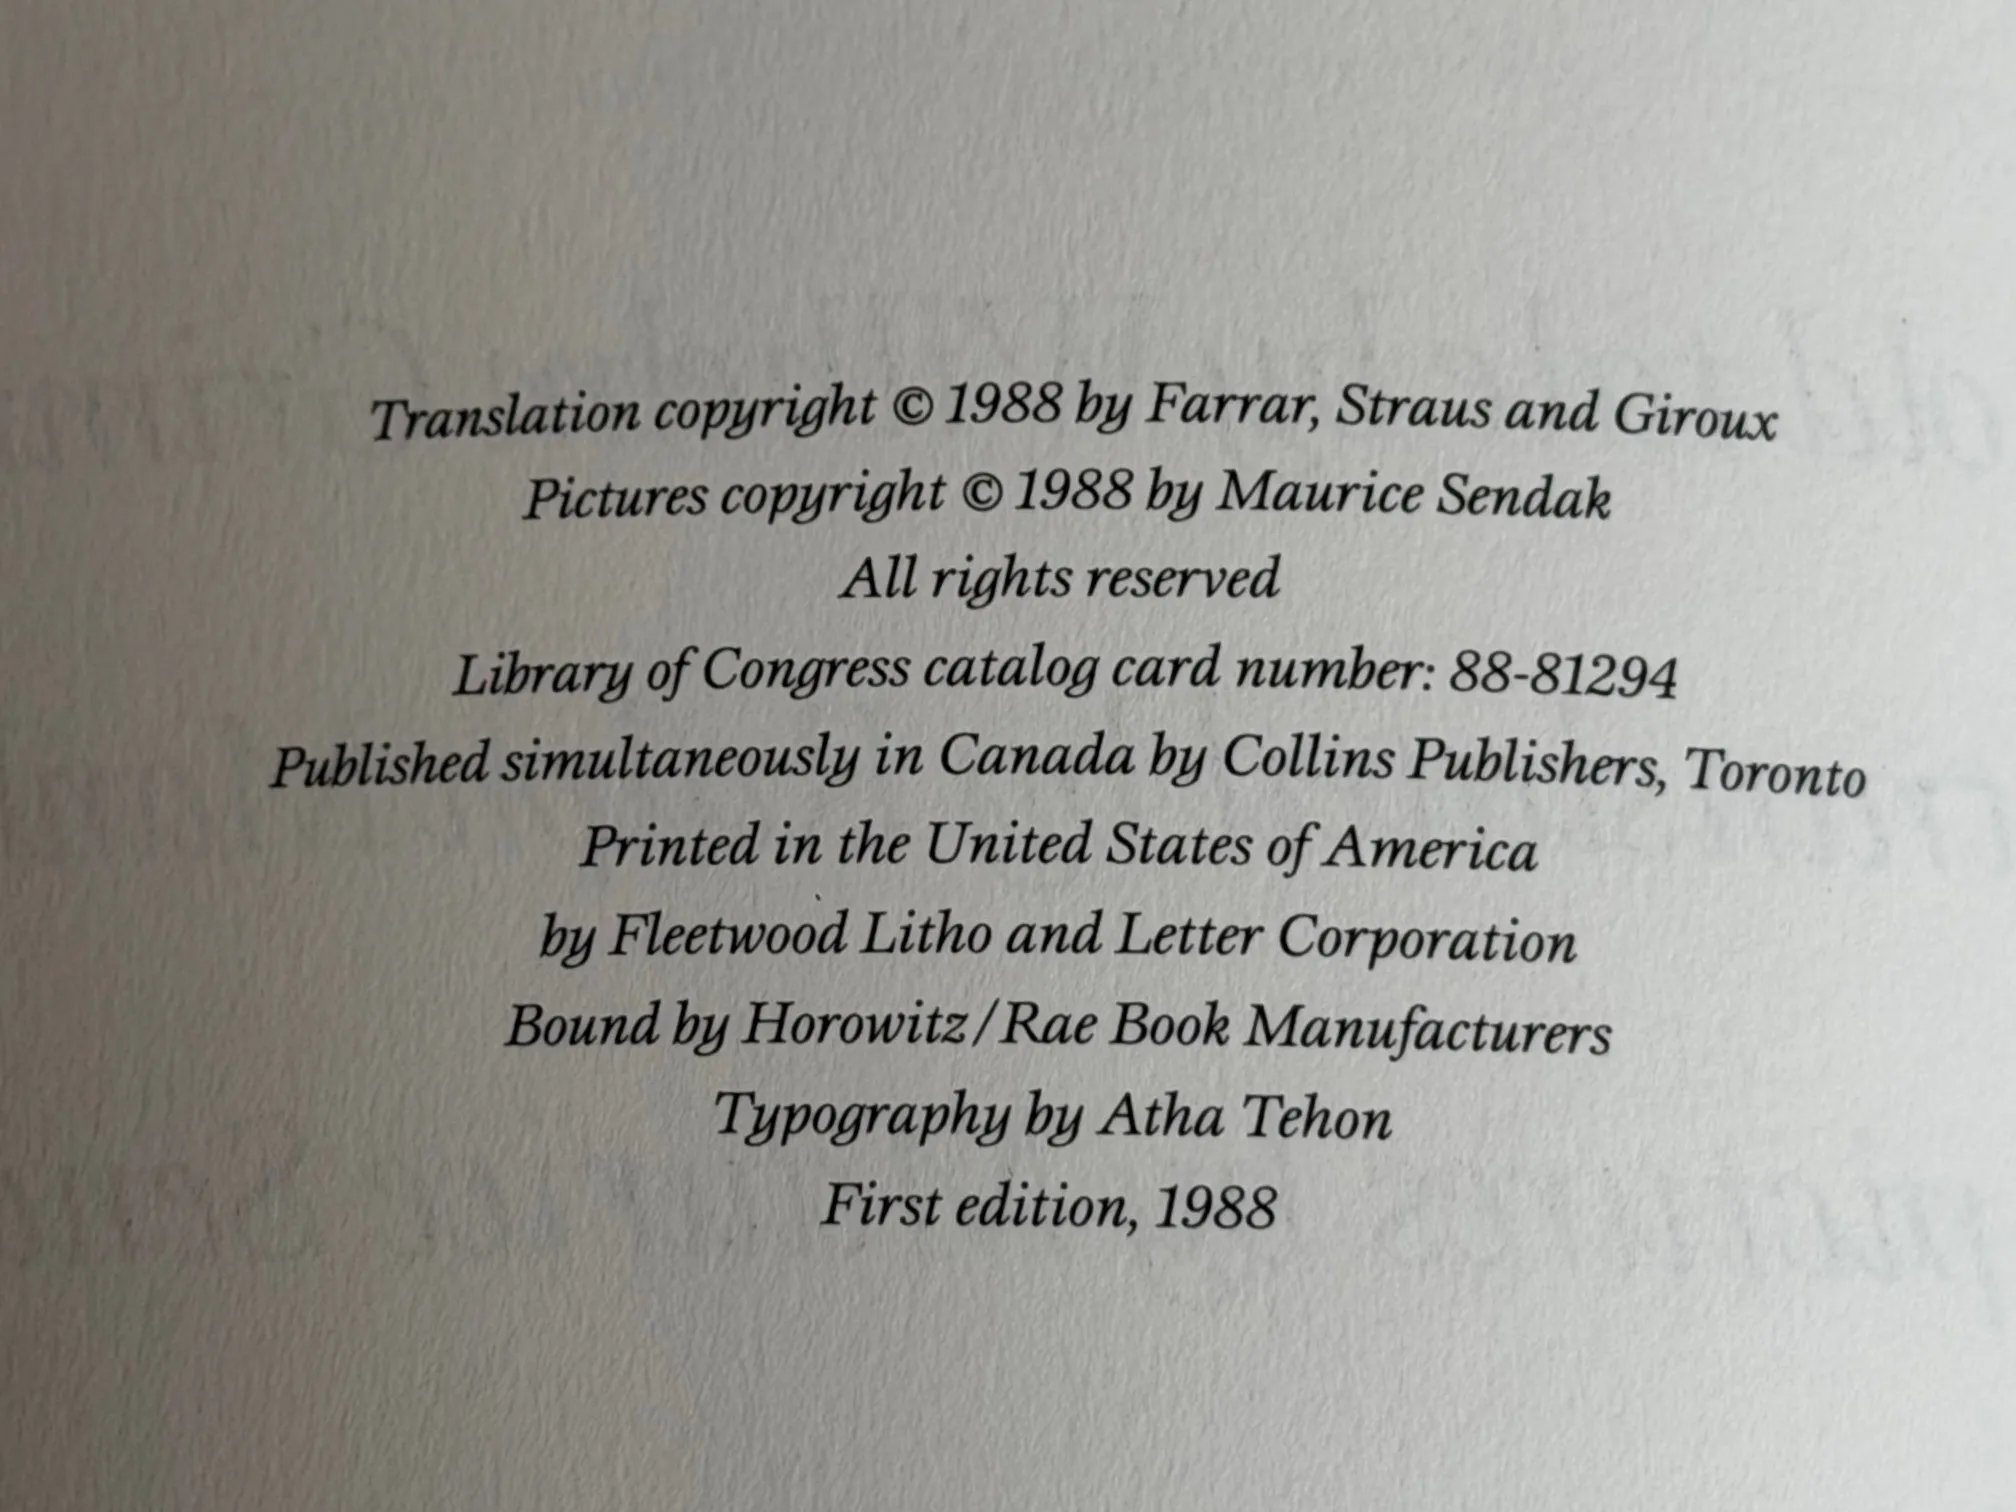 Translation copyright © 1988 by Farrar, Straus and Giroux
Pictures copyright © 1988 by Maurice Sendak
All rights reserved
Library of Congress catalog card number: 88-81294
Published simultaneously in Canada by Collins Publishers, Toronto
Printed in the United States of America
by Fleetwood Litho and Letter Corporation
Bound by Horowitz/Rae Book Manufacturers
Typography by Atha Tehon
First edition, 1988